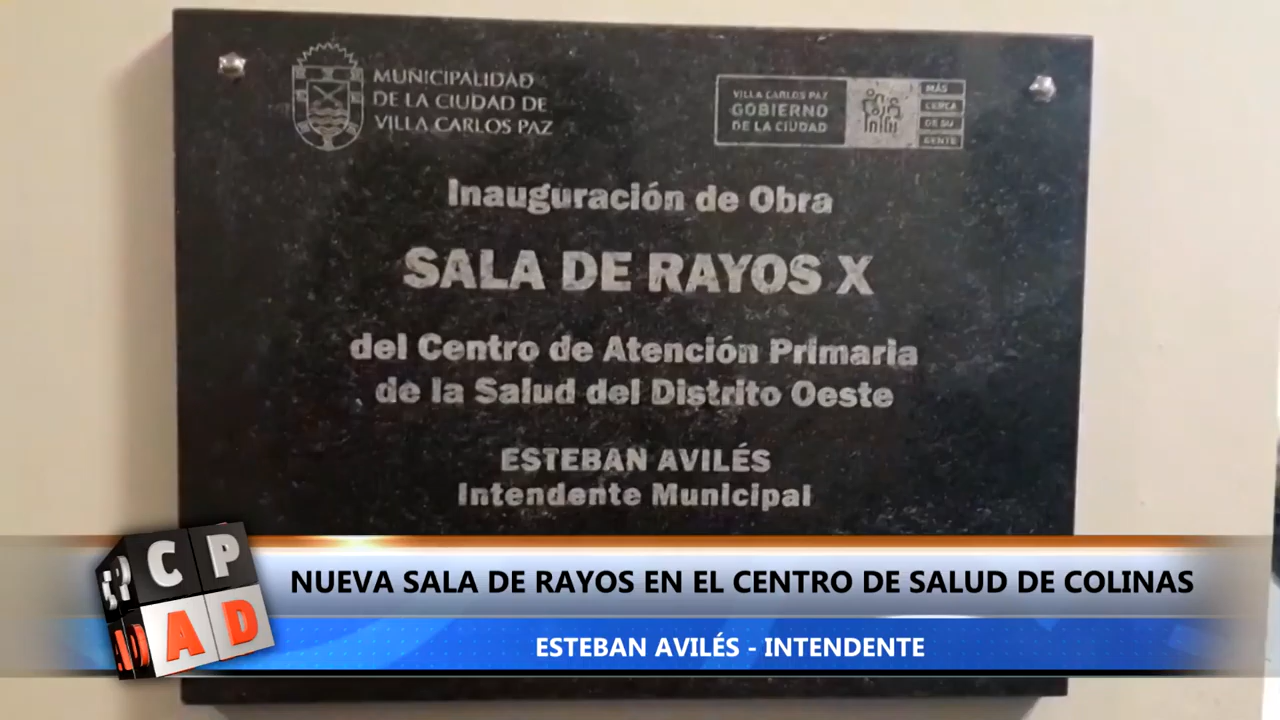 MUNICIPALIDAD
DE LA CIUDAD DE
VILLA CARLOS PAZ
VILLA CARLOS PAZ
GOBIERNO
DE LA CIUDAD
MÁS
CERCA
DE SU
GENTE
Inauguración de Obra
SALA DE RAYOS X
del Centro de Atención Primaria
de la Salud del Distrito Oeste
ESTEBAN AVILÉS
Intendente Municipal
CP
AD
NUEVA SALA DE RAYOS EN EL CENTRO DE SALUD DE COLINAS
ESTEBAN AVILÉS - INTENDENTE